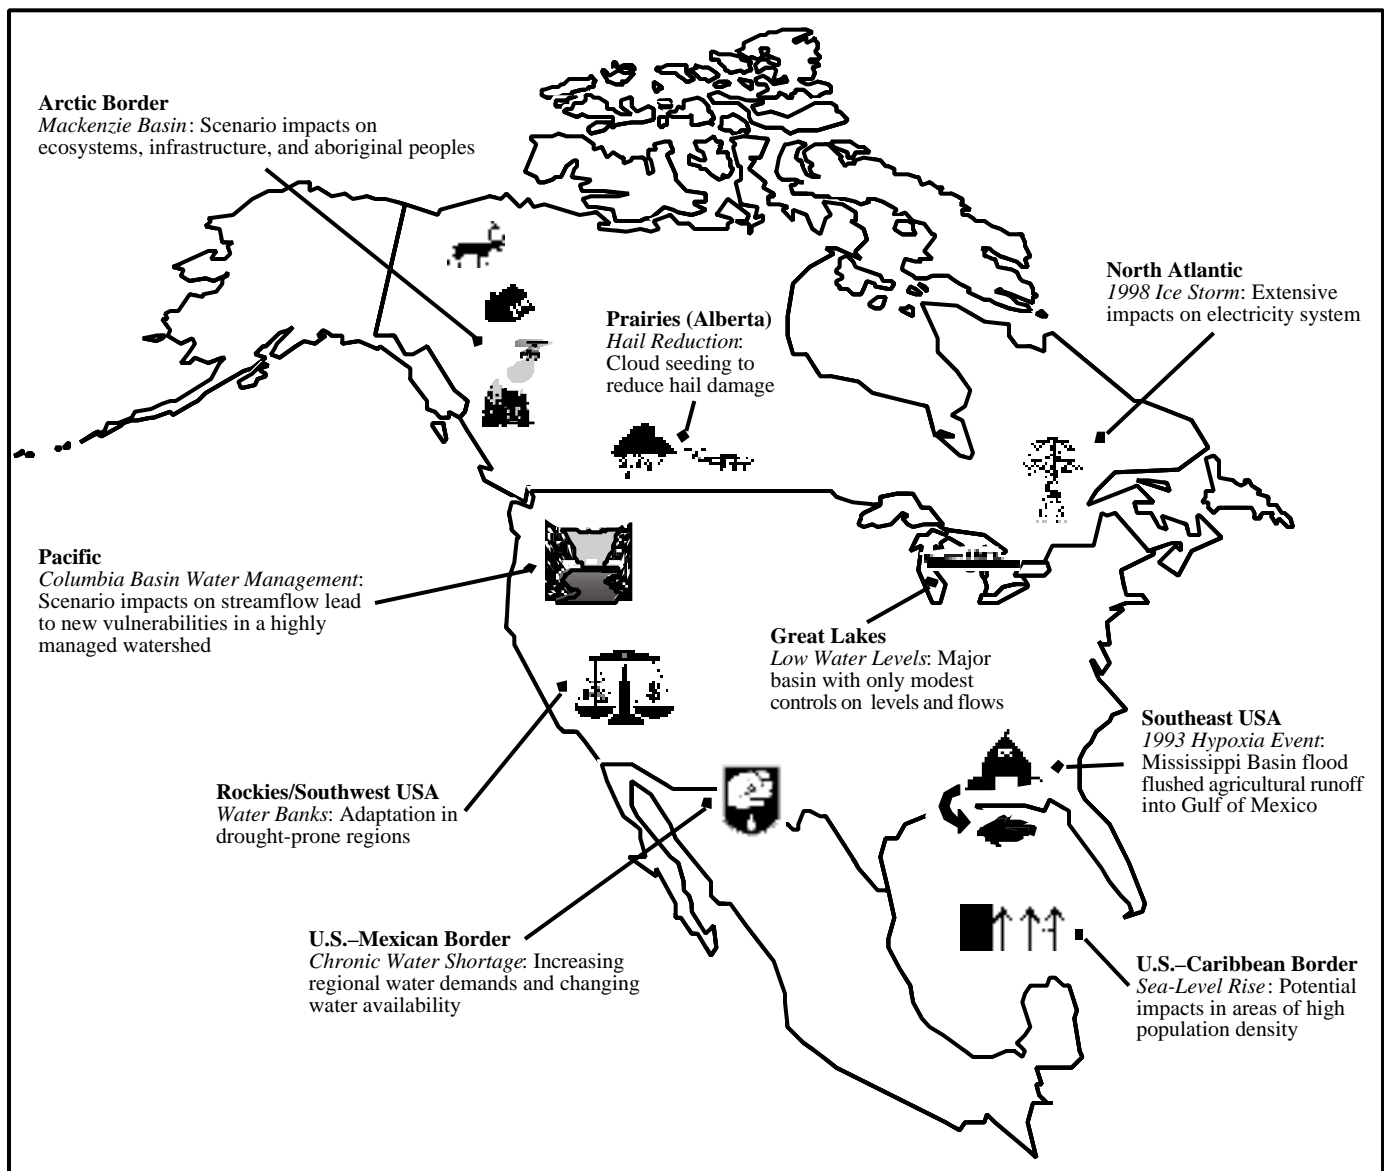 Arctic Border
Mackenzie Basin: Scenario impacts on
ecosystems, infrastructure, and aboriginal peoples
North Atlantic
1998 Ice Storm: Extensive
impacts on electricity system
Prairies (Alberta)
Hail Reduction:
Cloud seeding to
reduce hail damage
Pacific
Columbia Basin Water Management:
Scenario impacts on streamflow lead
to new vulnerabilities in a highly
managed watershed
Great Lakes
Low Water Levels: Major
basin with only modest
controls on levels and flows
Southeast USA
1993 Hypoxia Event:
Mississippi Basin flood
flushed agricultural runoff
into Gulf of Mexico
Rockies/Southwest USA
Water Banks: Adaptation in
drought-prone regions
U.S.–Mexican Border
Chronic Water Shortage: Increasing
regional water demands and changing
water availability
U.S.–Caribbean Border
Sea-Level Rise: Potential
impacts in areas of high
population density